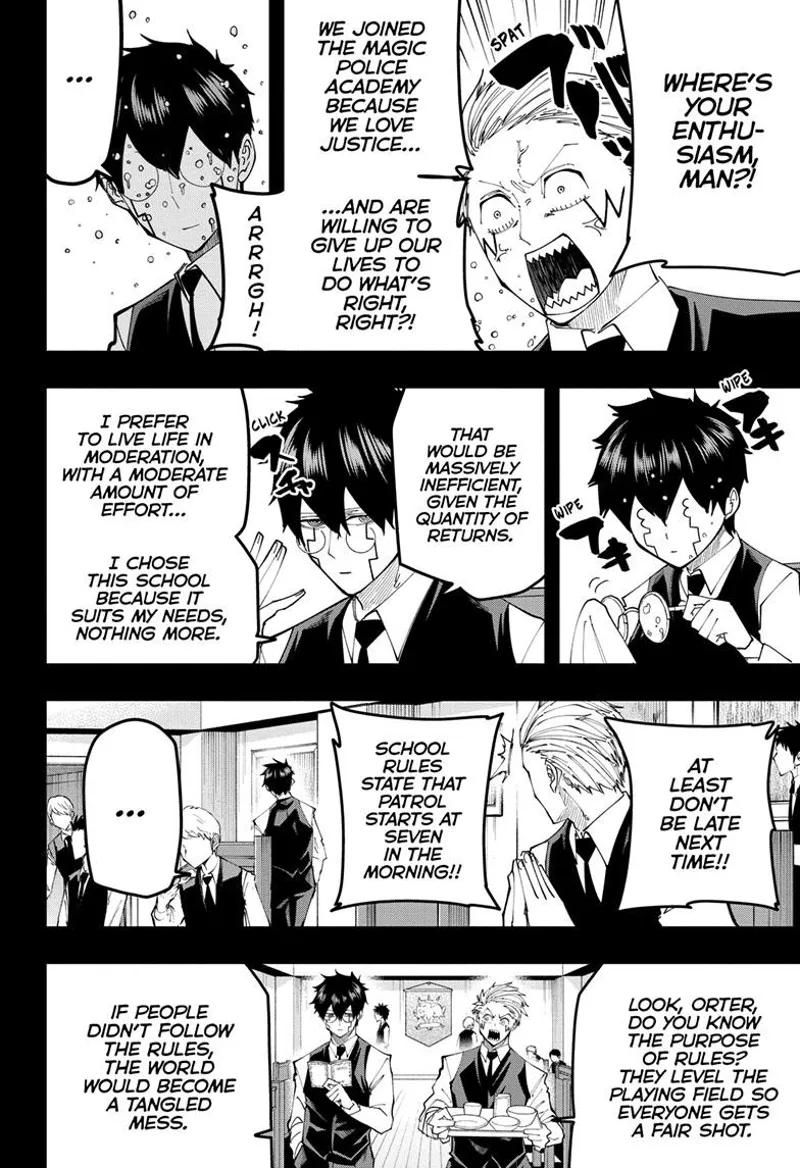 WHERE'S
YOUR
ENTHU-
SIASM,
MAN?!
SPAT
WE JOINED
THE MAGIC
POLICE
ACADEMY
BECAUSE
WE LOVE
JUSTICE...
...AND ARE
WILLING TO
GIVE UP OUR
LIVES TO
DO WHAT'S
RIGHT,
RIGHT?!
ARRRRGH!
...
WIPE
フキ
WIPE
フキ
THAT
WOULD BE
MASSIVELY
INEFFICIENT,
GIVEN THE
QUANTITY OF
RETURNS.
CLICK
I PREFER
TO LIVE LIFE IN
MODERATION,
WITH A MODERATE
AMOUNT OF
EFFORT...
I CHOSE
THIS SCHOOL
BECAUSE IT
SUITS MY NEEDS,
NOTHING MORE.
AT
LEAST
DON'T
BE LATE
NEXT
TIME!!
SCHOOL
RULES
STATE THAT
PATROL
STARTS AT
SEVEN
IN THE
MORNING!!
...
LOOK, ORTER,
DO YOU KNOW
THE PURPOSE
OF RULES?
THEY LEVEL THE
PLAYING FIELD SO
EVERYONE GETS
A FAIR SHOT.
IF PEOPLE
DIDN'T FOLLOW
THE RULES,
THE WORLD
WOULD BECOME
A TANGLED
MESS.